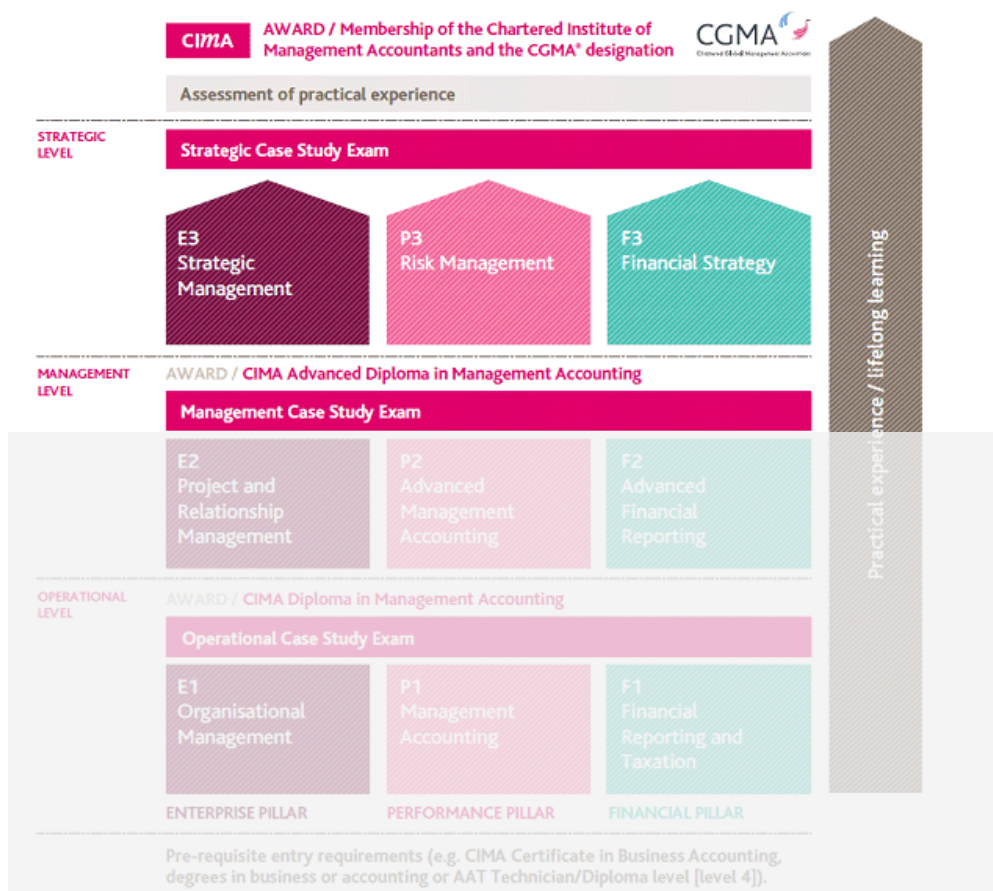 CIMA
AWARD / Membership of the Chartered Institute of
Management Accountants and the CGMA® designation
CGMA
Chartered Global Management Accountant
Assessment of practical experience
STRATEGIC
LEVEL
Strategic Case Study Exam
E3
Strategic
Management
P3
Risk Management
F3
Financial Strategy
MANAGEMENT
LEVEL
AWARD / CIMA Advanced Diploma in Management Accounting
Management Case Study Exam
E2
Project and
Relationship
Management
P2
Advanced
Management
Accounting
F2
Advanced
Financial
Reporting
OPERATIONAL
LEVEL
AWARD / CIMA Diploma in Management Accounting
Operational Case Study Exam
E1
Organisational
Management
P1
Management
Accounting
F1
Financial
Reporting and
Taxation
ENTERPRISE PILLAR
PERFORMANCE PILLAR
FINANCIAL PILLAR
Pre-requisite entry requirements (e.g. CIMA Certificate in Business Accounting,
degrees in business or accounting or AAT Technician/Diploma level [level 4]).
Practical experience / lifelong learning